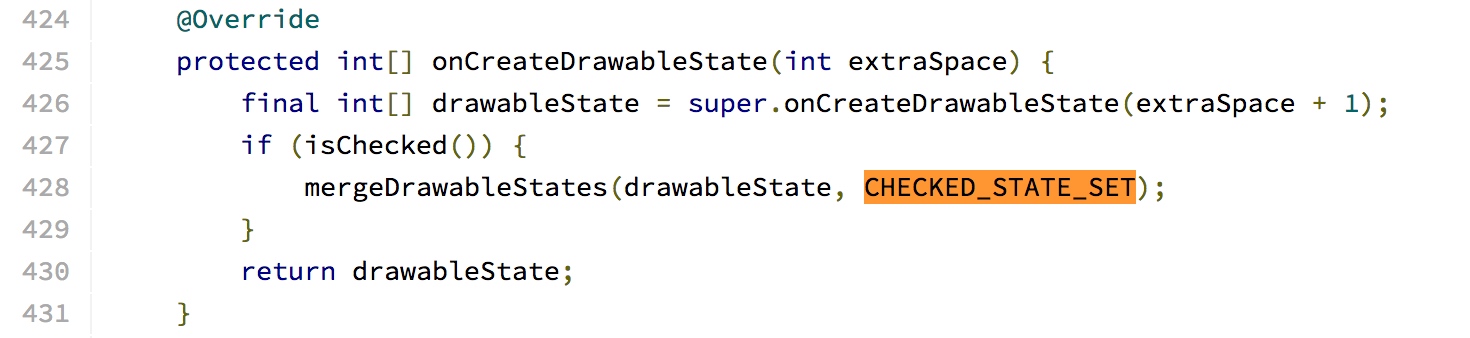 424 @Override
425 protected int[] onCreateDrawableState(int extraSpace) {
426 final int[] drawableState = super.onCreateDrawableState(extraSpace + 1);
427 if (isChecked()) {
428 mergeDrawableStates(drawableState, CHECKED_STATE_SET);
429 }
430 return drawableState;
431 }